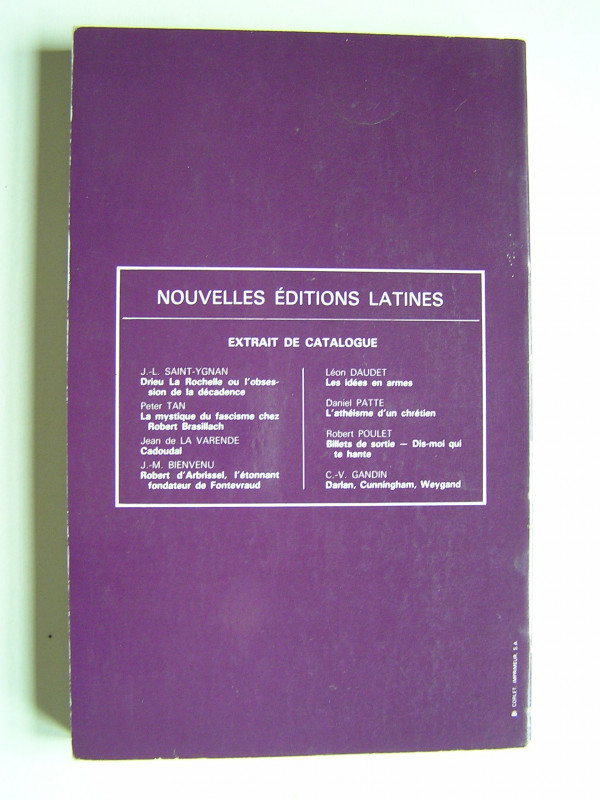 NOUVELLES ÉDITIONS LATINES
EXTRAIT DE CATALOGUE
J.-L. SAINT-YGNAN
Drieu La Rochelle ou l'obses-
sion de la décadence
Peter TAN
La mystique du fascisme chez
Robert Brasillach
Jean de LA VARENDE
Cadoudal
J.-M. BIENVENU
Robert d'Arbrissel, l'étonnant
fondateur de Fontevraud
Léon DAUDET
Les idées en armes
Daniel PATTE
L'athéisme d'un chrétien
Robert POULET
Billets de sortie — Dis-moi qui
te hante
C.-V. GANDIN
Darlan, Cunningham, Weygand
CORLET, IMPRIMEUR, S.A.